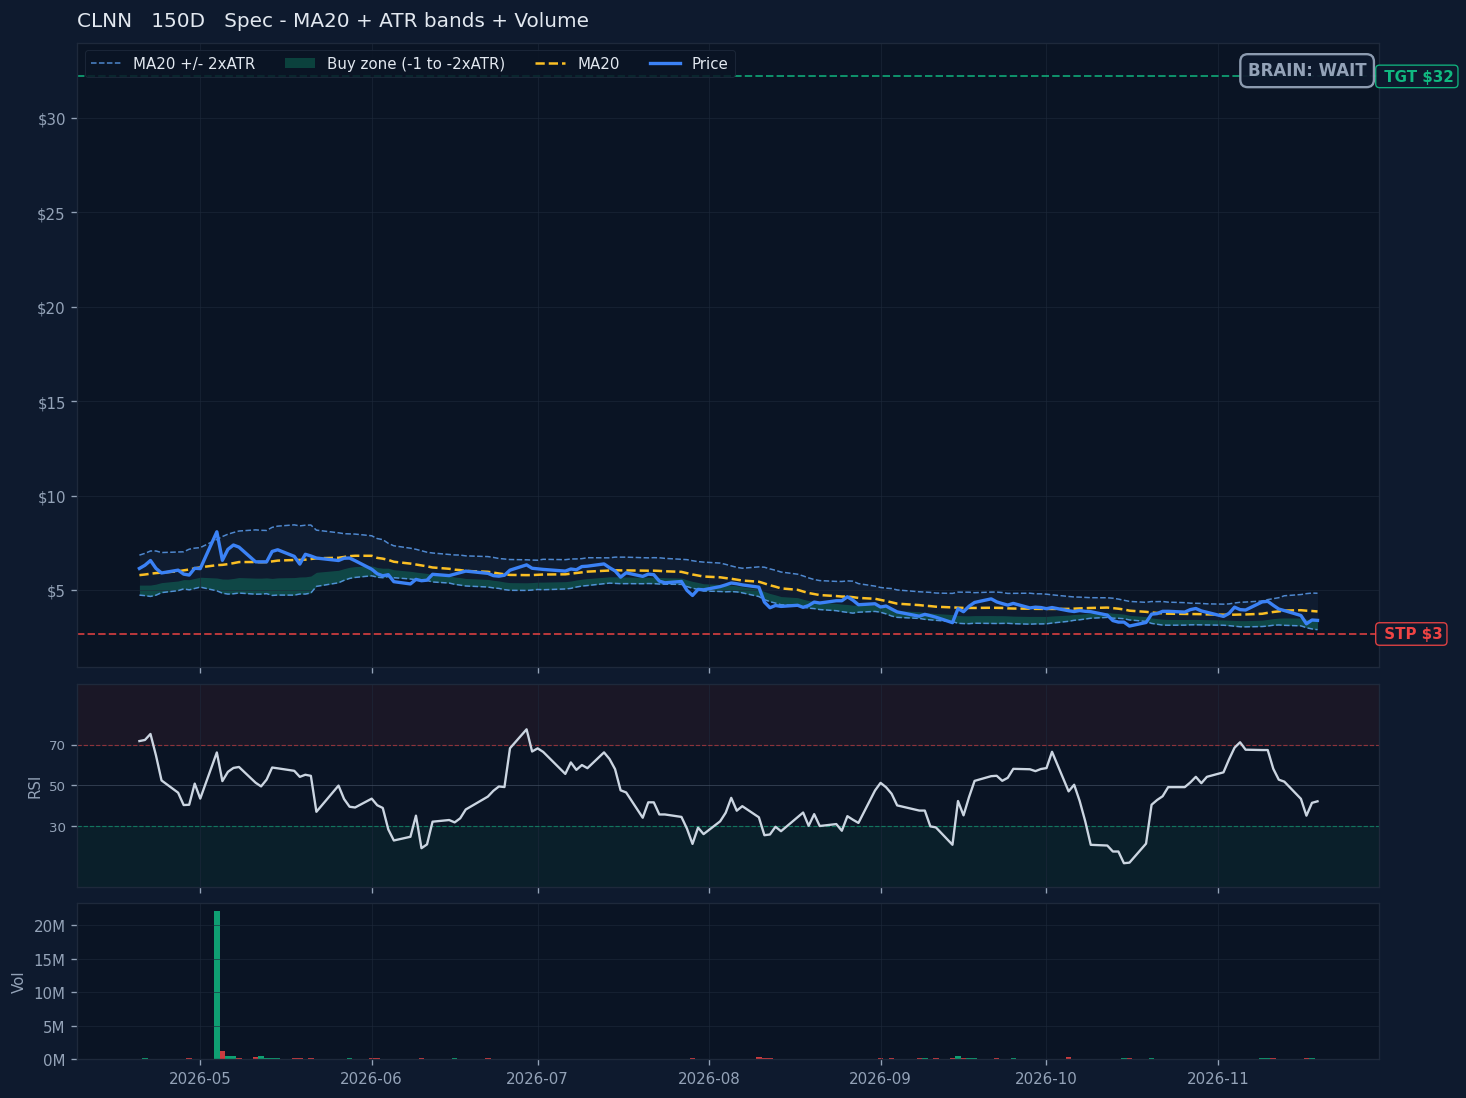 CLNN   150D   Spec - MA20 + ATR bands + Volume
MA20 +/- 2xATR
Buy zone (-1 to -2xATR)
MA20
Price
BRAIN: WAIT
TGT $32
$30
$25
$20
$15
$10
$5
STP $3
RSI
70
50
30
Vol
20M
15M
10M
5M
0M
2026-05
2026-06
2026-07
2026-08
2026-09
2026-10
2026-11